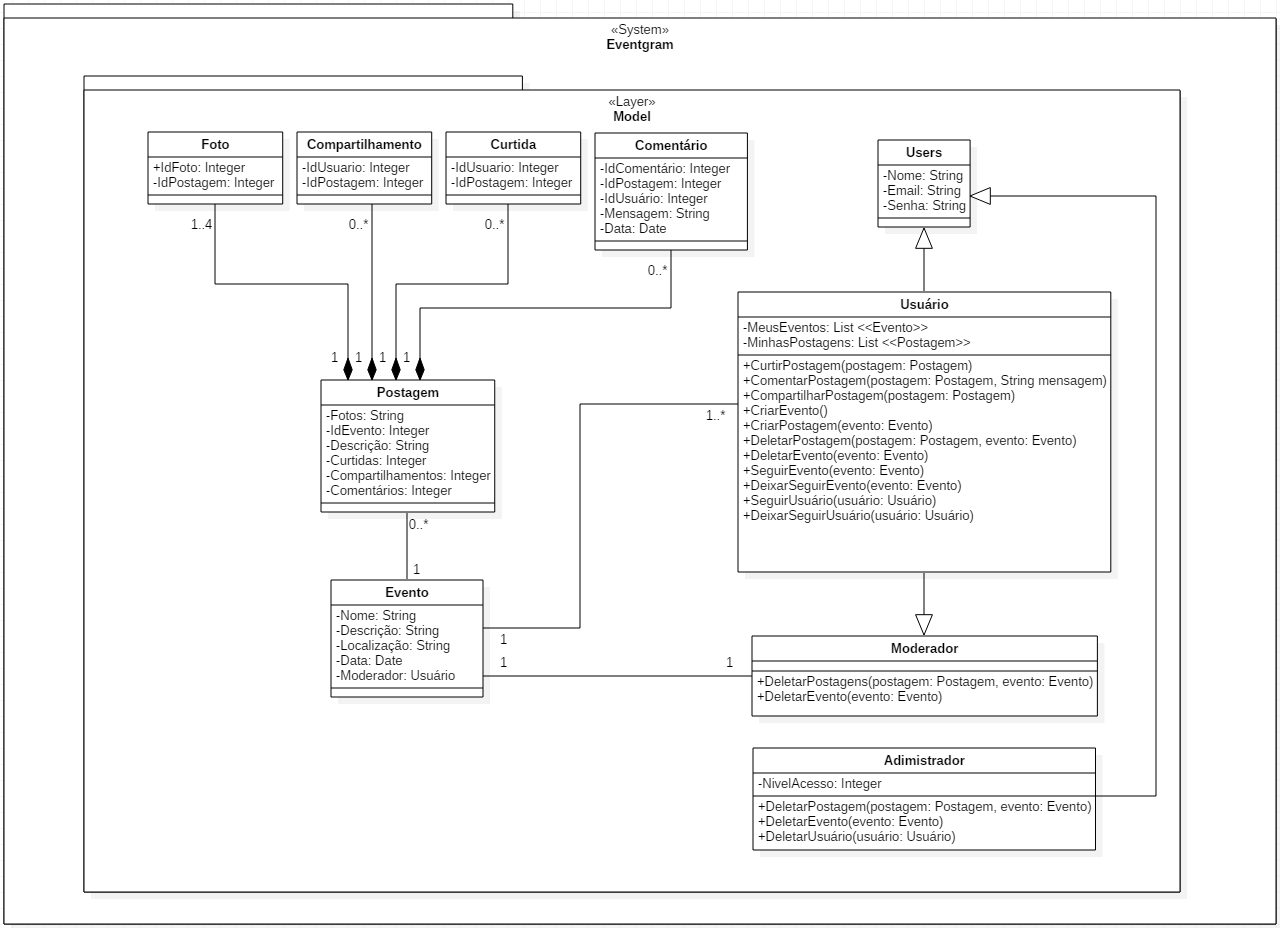 «System»
Eventgram
«Layer»
Model
Foto
+IdFoto: Integer
-IdPostagem: Integer
Compartilhamento
-IdUsuario: Integer
-IdPostagem: Integer
Curtida
-IdUsuario: Integer
-IdPostagem: Integer
Comentário
-IdComentário: Integer
-IdPostagem: Integer
-IdUsuário: Integer
-Mensagem: String
-Data: Date
Users
-Nome: String
-Email: String
-Senha: String
1..4
0..*
0..*
0..*
1
1
1
1
Usuário
-MeusEventos: List <<Evento>>
-MinhasPostagens: List <<Postagem>>
+CurtirPostagem(postagem: Postagem)
+ComentarPostagem(postagem: Postagem, String mensagem)
+CompartilharPostagem(postagem: Postagem)
+CriarEvento()
+CriarPostagem(evento: Evento)
+DeletarPostagem(postagem: Postagem, evento: Evento)
+DeletarEvento(evento: Evento)
+SeguirEvento(evento: Evento)
+DeixarSeguirEvento(evento: Evento)
+SeguirUsuário(usuário: Usuário)
+DeixarSeguirUsuário(usuário: Usuário)
Postagem
-Fotos: String
-IdEvento: Integer
-Descrição: String
-Curtidas: Integer
-Compartilhamentos: Integer
-Comentários: Integer
1..*
0..*
1
Evento
-Nome: String
-Descrição: String
-Localização: String
-Data: Date
-Moderador: Usuário
1
1
1
Moderador
+DeletarPostagens(postagem: Postagem, evento: Evento)
+DeletarEvento(evento: Evento)
Adimistrador
-NivelAcesso: Integer
+DeletarPostagem(postagem: Postagem, evento: Evento)
+DeletarEvento(evento: Evento)
+DeletarUsuário(usuário: Usuário)